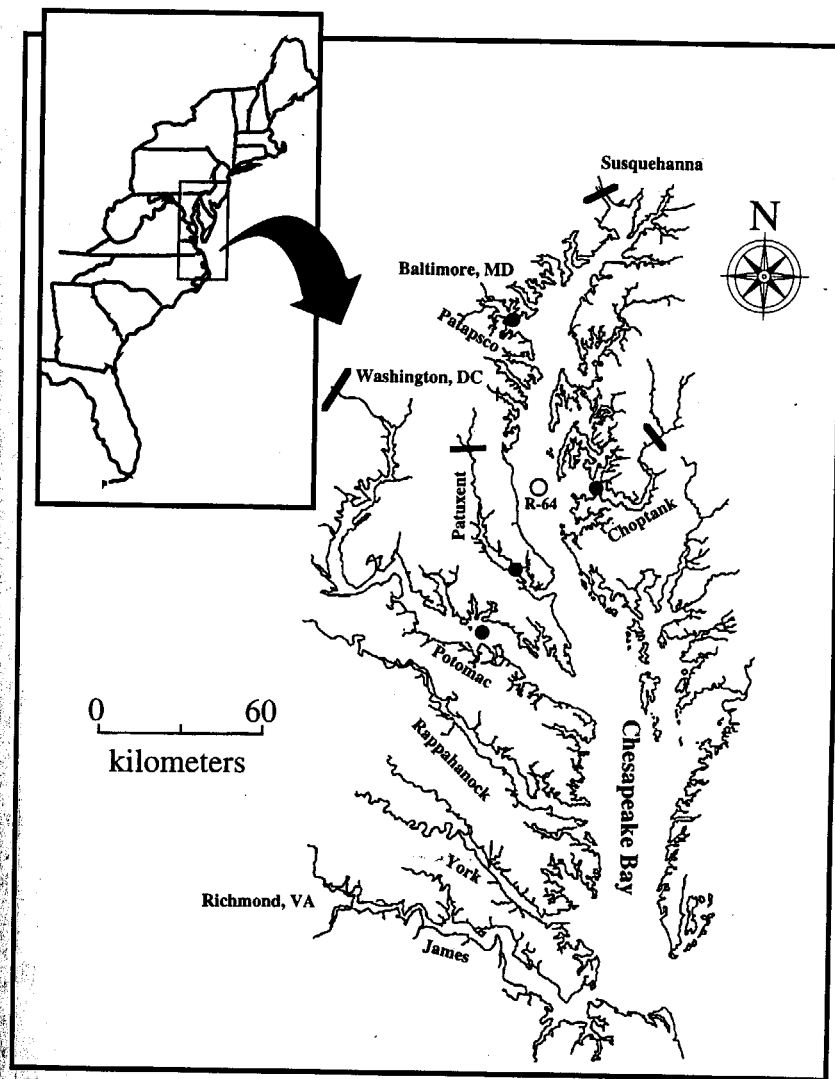 Susquehanna
N
Baltimore, MD
Patapsco
Washington, DC
Patuxent
R-64
Choptank
Potomac
0 60
kilometers
Rappahanock
Chesapeake Bay
York
Richmond, VA
James